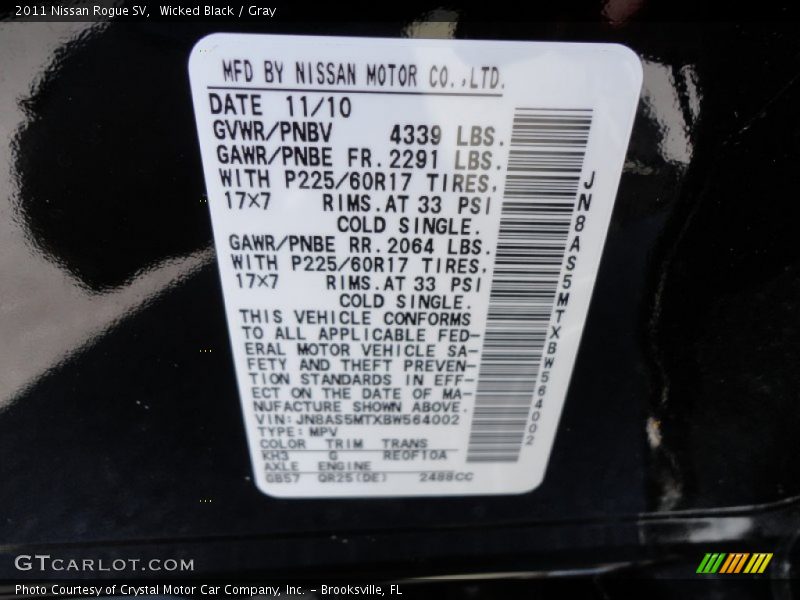 2011 Nissan Rogue SV, Wicked Black / Gray
MFD BY NISSAN MOTOR CO.,LTD.
DATE 11/10
GVWR/PNBV 4339 LBS.
GAWR/PNBE FR. 2291 LBS.
WITH P225/60R17 TIRES,
17×7 RIMS.AT 33 PSI
COLD SINGLE.
GAWR/PNBE RR. 2064 LBS.
WITH P225/60R17 TIRES,
17×7 RIMS.AT 33 PSI
COLD SINGLE.
THIS VEHICLE CONFORMS
TO ALL APPLICABLE FED-
ERAL MOTOR VEHICLE SA-
FETY AND THEFT PREVEN-
TION STANDARDS IN EFF-
ECT ON THE DATE OF MA-
NUFACTURE SHOWN ABOVE.
VIN: JN8AS5MTXBW564002
TYPE: MPV
COLOR TRIM TRANS
KH3 G RE0F10A
AXLE ENGINE
GB57 QR25(DE) 2488CC
JN8AS5MTXBW564002
GTCARLOT.COM
Photo Courtesy of Crystal Motor Car Company, Inc. – Brooksville, FL